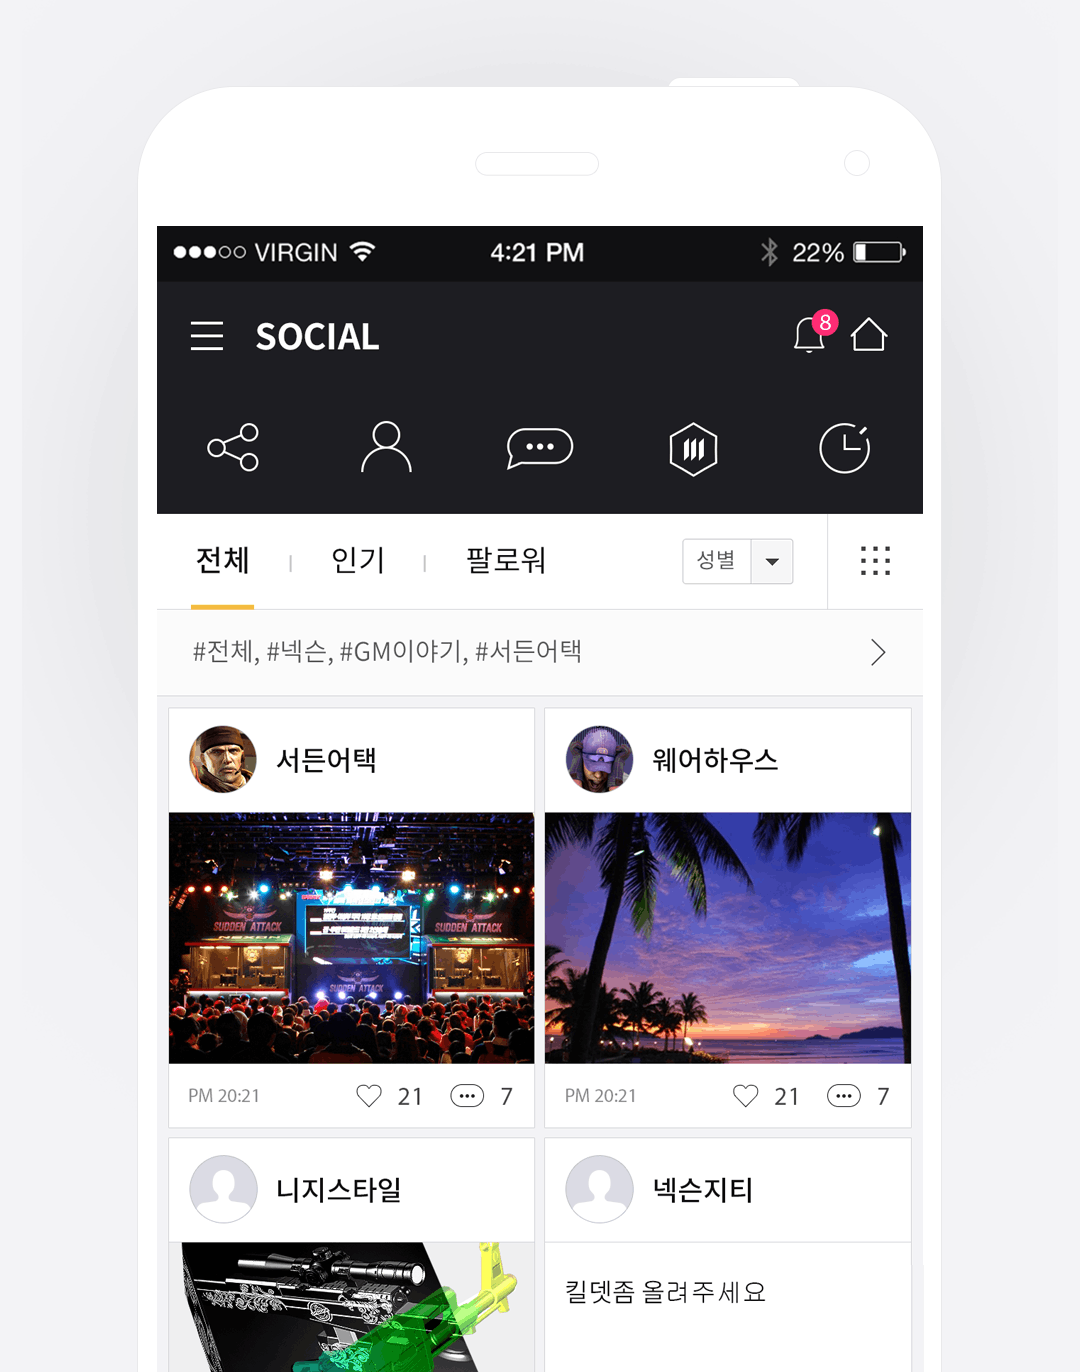 VIRGIN 4:21 PM 22%
SOCIAL 8
전체 인기 팔로워 성별
#전체, #넥슨, #GM이야기, #서든어택
서든어택 웨어하우스
SUDDEN ATTACK SUDDEN ATTACK
SUDDEN ATTACK
PM 20:21 21 7 PM 20:21 21 7
니지스타일 넥슨지티
킬뎃좀 올려주세요